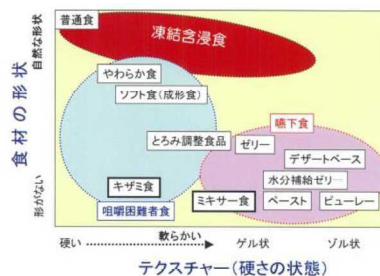 普通食
凍結含浸食
やわらか食
ソフト食(成形食)
嚥下食
とろみ調整食品
ゼリー
デザートベース
水分補給ゼリー
キザミ食
ミキサー食
ペースト
ピューレー
咀嚼困難者食
食材の形状
自然な形状
形がない
硬い
軟らかい
ゲル状
ゾル状
テクスチャー(硬さの状態)